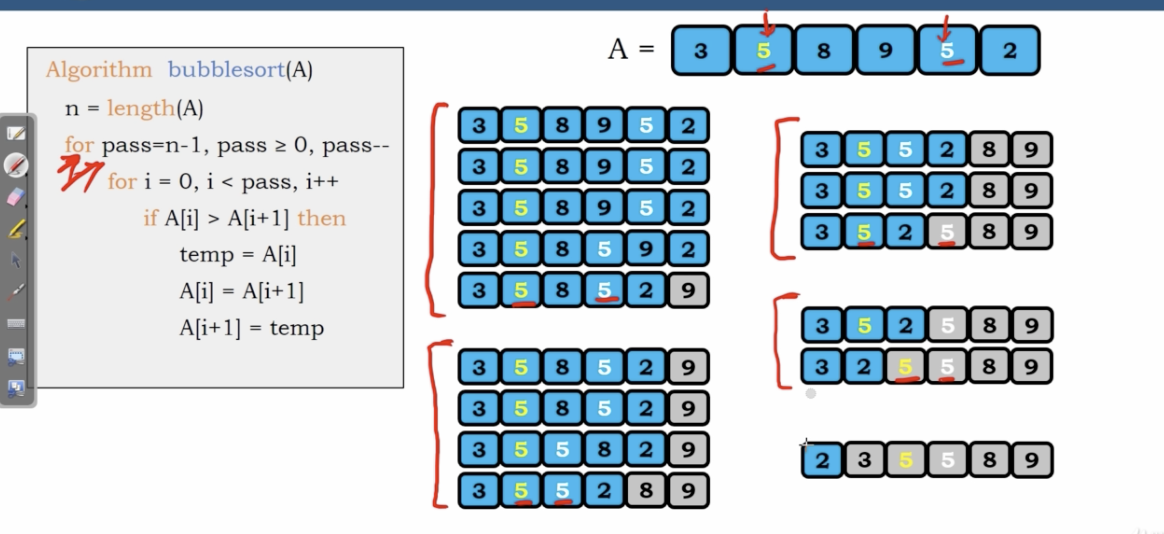 A = 3 5 8 9 5 2
Algorithm bubblesort(A)
n = length(A)
for pass=n-1, pass ≥ 0, pass--
for i = 0, i < pass, i++
if A[i] > A[i+1] then
temp = A[i]
A[i] = A[i+1]
A[i+1] = temp
3 5 8 9 5 2
3 5 8 9 5 2
3 5 8 9 5 2
3 5 8 5 9 2
3 5 8 5 2 9
3 5 8 5 2 9
3 5 8 5 2 9
3 5 5 8 2 9
3 5 5 2 8 9
3 5 5 2 8 9
3 5 5 2 8 9
3 5 2 5 8 9
3 5 2 5 8 9
3 2 5 5 8 9
2 3 5 5 8 9